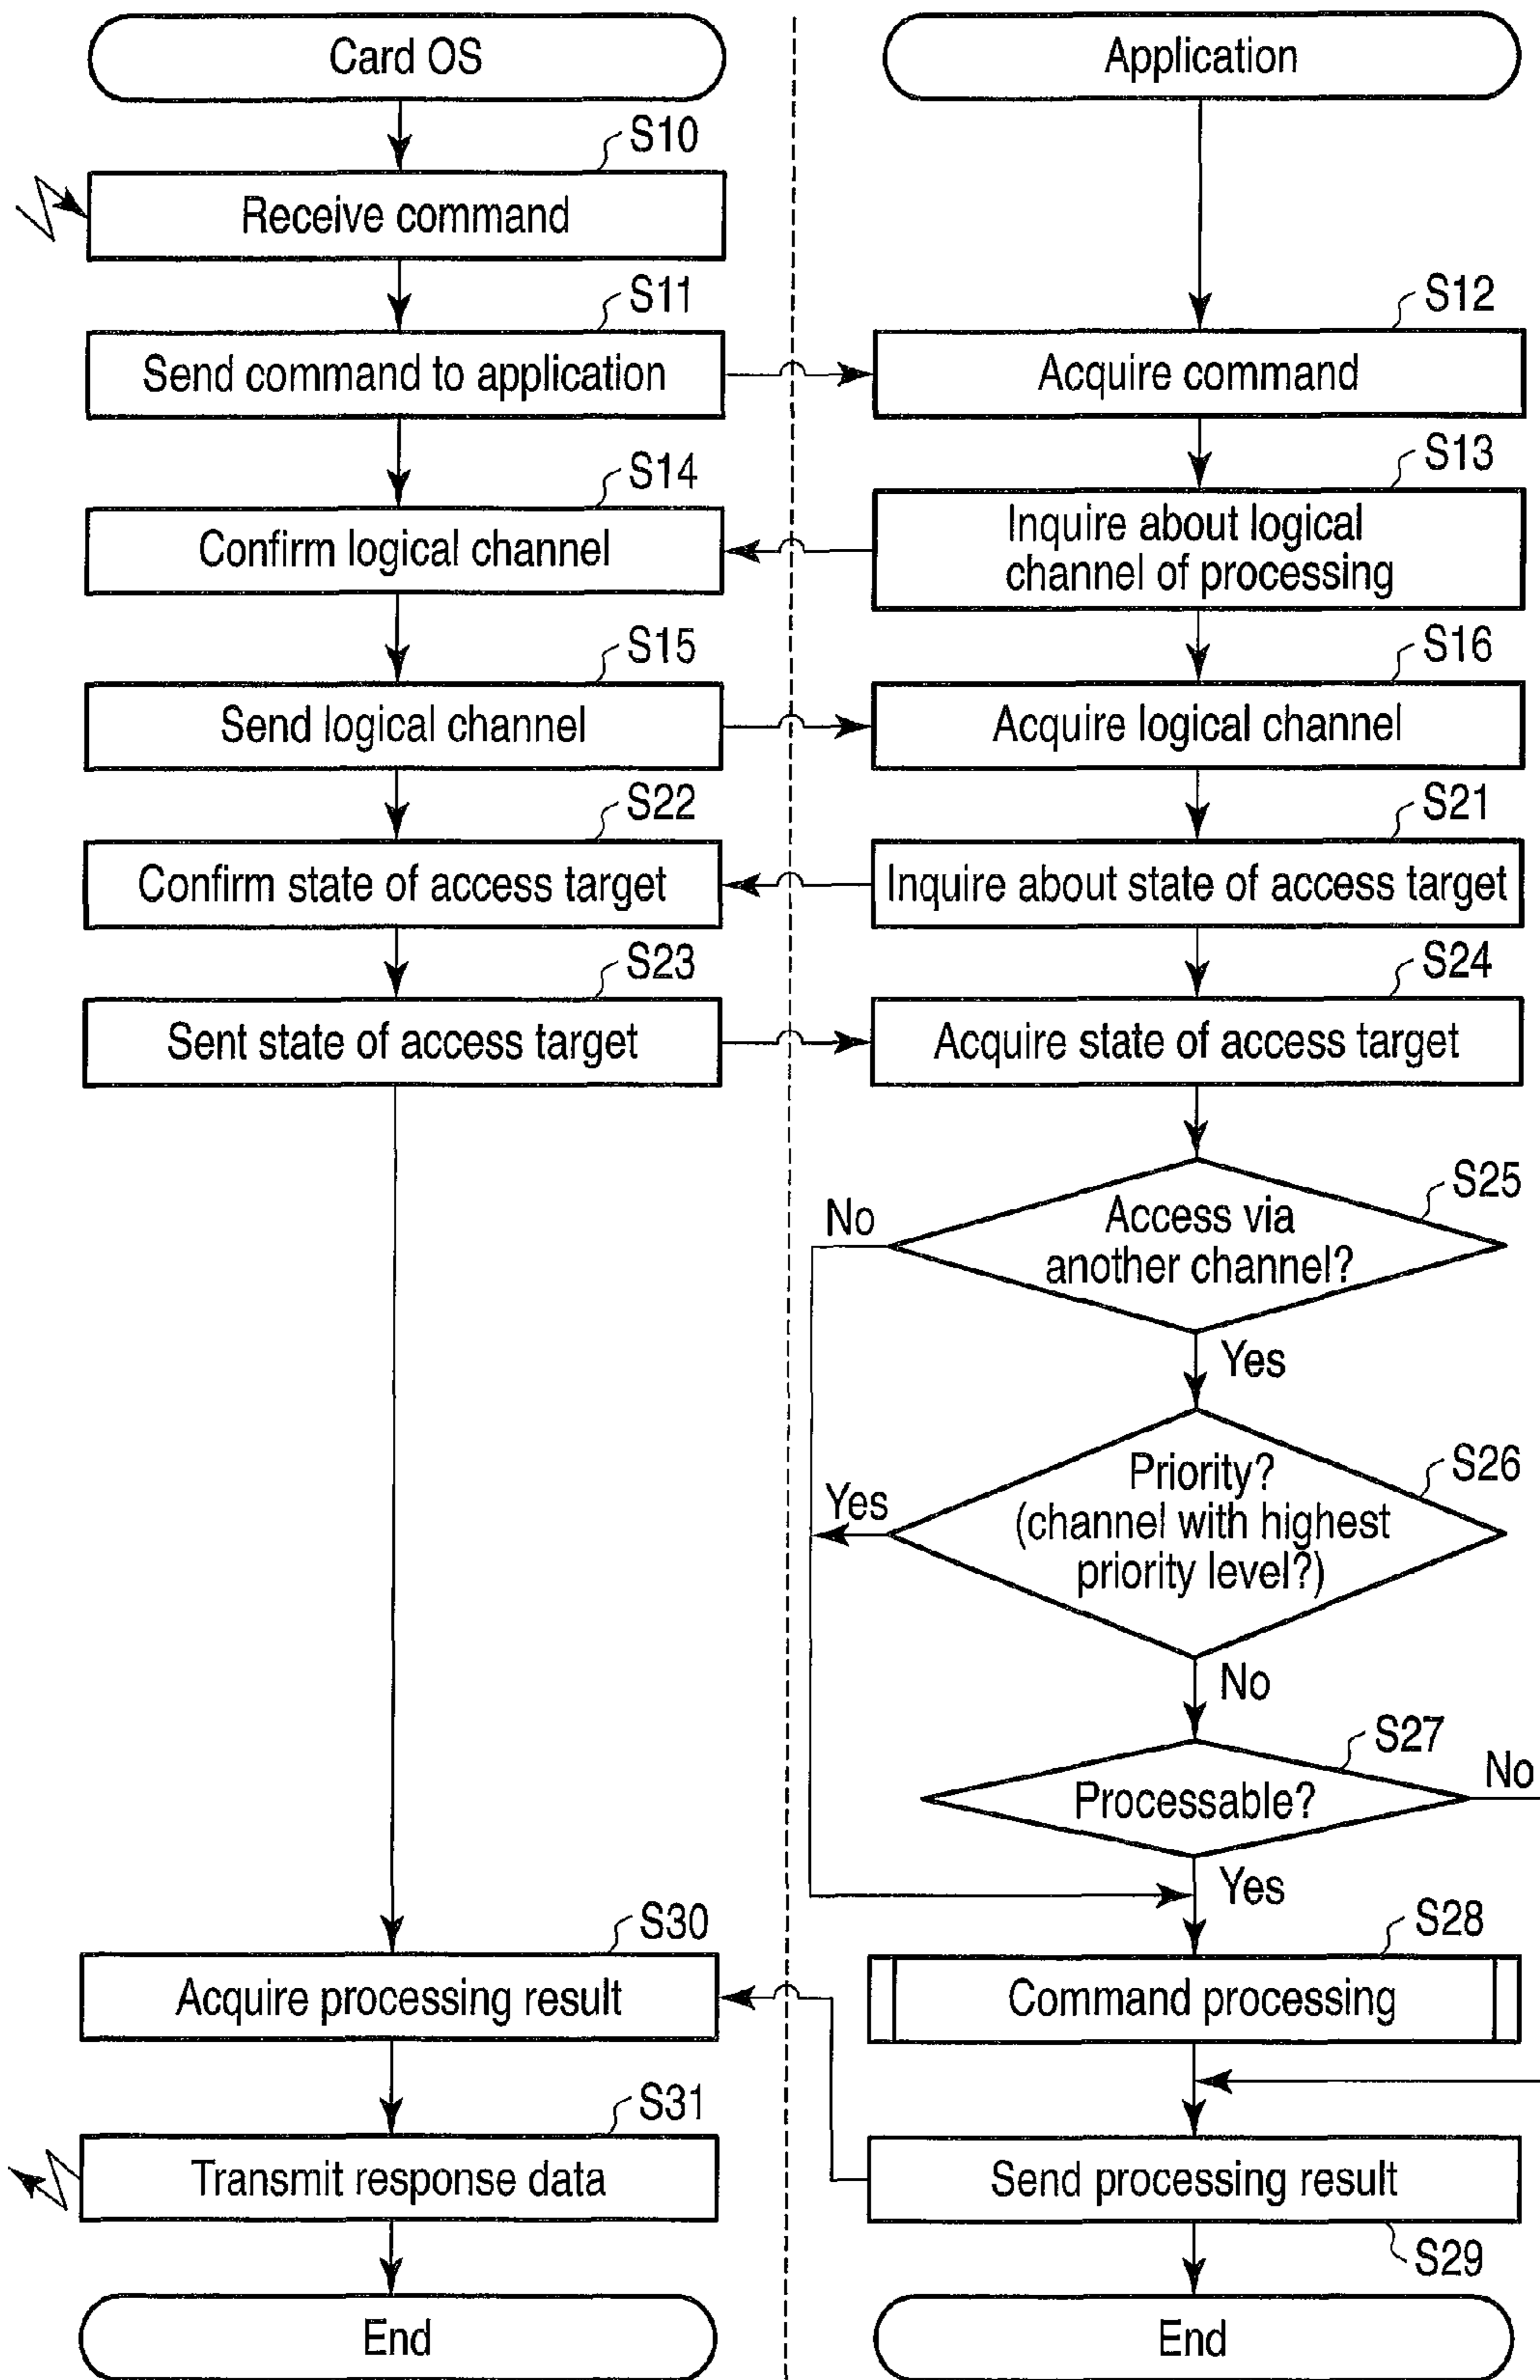 Card OS
Application
S10
Receive command
S11
S12
Send command to application
Acquire command
S14
S13
Confirm logical channel
Inquire about logical
channel of processing
S15
S16
Send logical channel
Acquire logical channel
S22
S21
Confirm state of access target
Inquire about state of access target
S23
S24
Sent state of access target
Acquire state of access target
S25
No
Access via
another channel?
Yes
S26
Yes
Priority?
(channel with highest
priority level?)
No
S27
No
Processable?
Yes
S30
S28
Acquire processing result
Command processing
S31
Transmit response data
Send processing result
S29
End
End